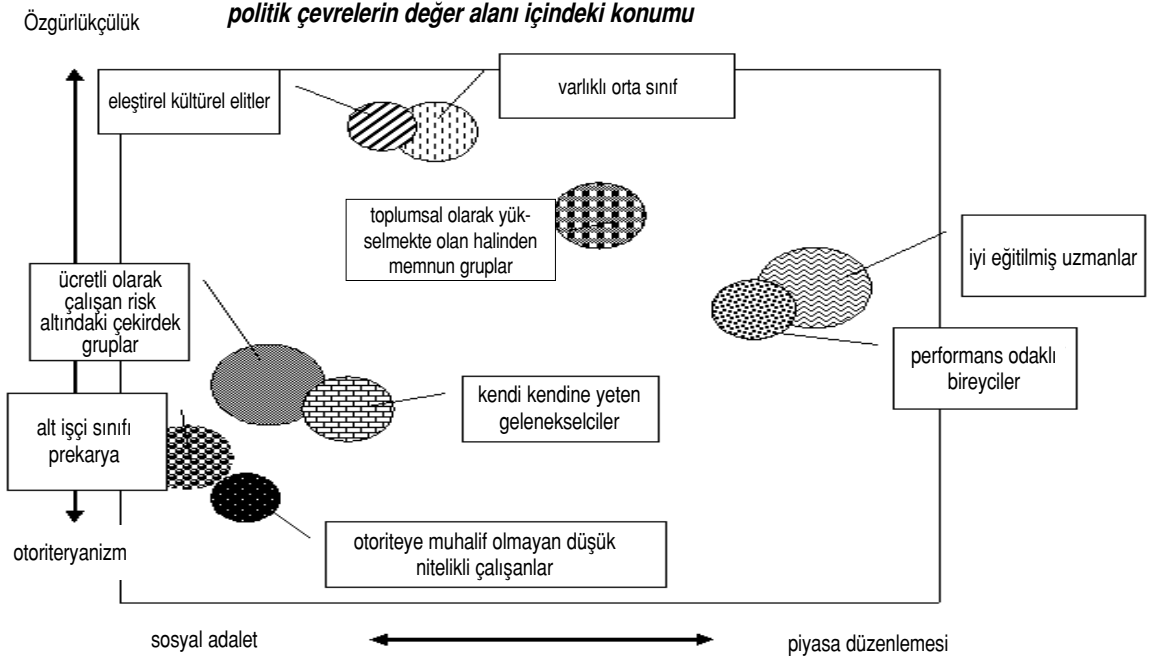 politik çevrelerin değer alanı içindeki konumu
Özgürlükçülük
eleştirel kültürel elitler
varlıklı orta sınıf
toplumsal olarak yük-
selmekte olan halinden
memnun gruplar
iyi eğitilmiş uzmanlar
ücretli olarak
çalışan risk
altındaki çekirdek
gruplar
performans odaklı
bireyciler
kendi kendine yeten
gelenekselciler
alt işçi sınıfı
prekarya
otoriteye muhalif olmayan düşük
nitelikli çalışanlar
otoriteryanizm
sosyal adalet
piyasa düzenlemesi